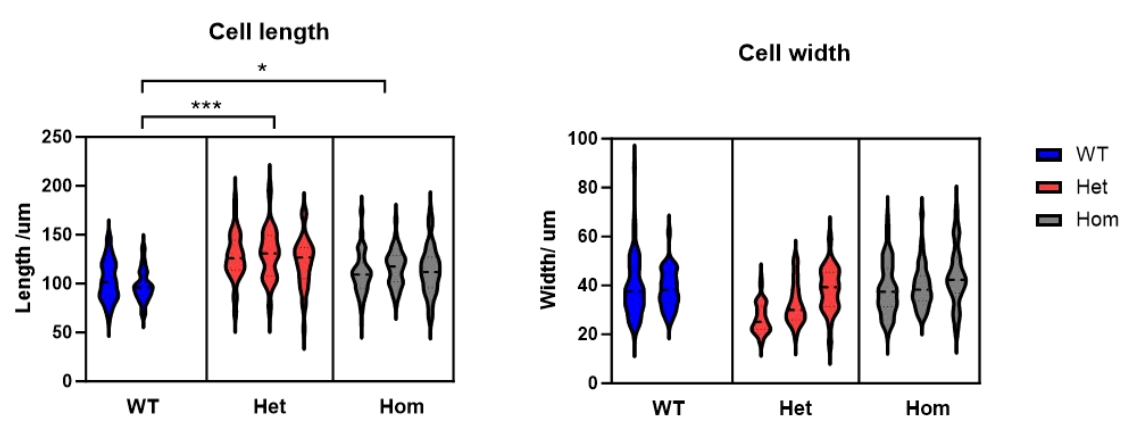 Cell length
*
***
Length /um
250
200
150
100
50
0
WT Het Hom
Cell width
Width/ um
100
80
60
40
20
0
WT Het Hom
WT
Het
Hom